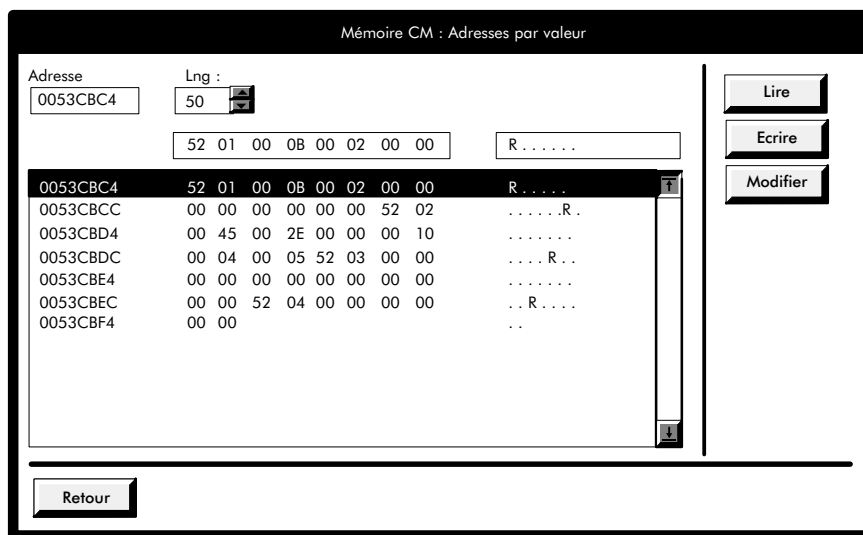 Mémoire CM : Adresses par valeur
Adresse Lng :
0053CBC4 50
Lire
52 01 00 0B 00 02 00 00 R......
Ecrire
0053CBC4 52 01 00 0B 00 02 00 00 R.....
Modifier
0053CBCC 00 00 00 00 00 00 52 02 ......R.
0053CBD4 00 45 00 2E 00 00 00 10 .......
0053CBDC 00 04 00 05 52 03 00 00 ....R..
0053CBE4 00 00 00 00 00 00 00 00 .......
0053CBEC 00 00 52 04 00 00 00 00 ..R....
0053CBF4 00 00 ..
Retour